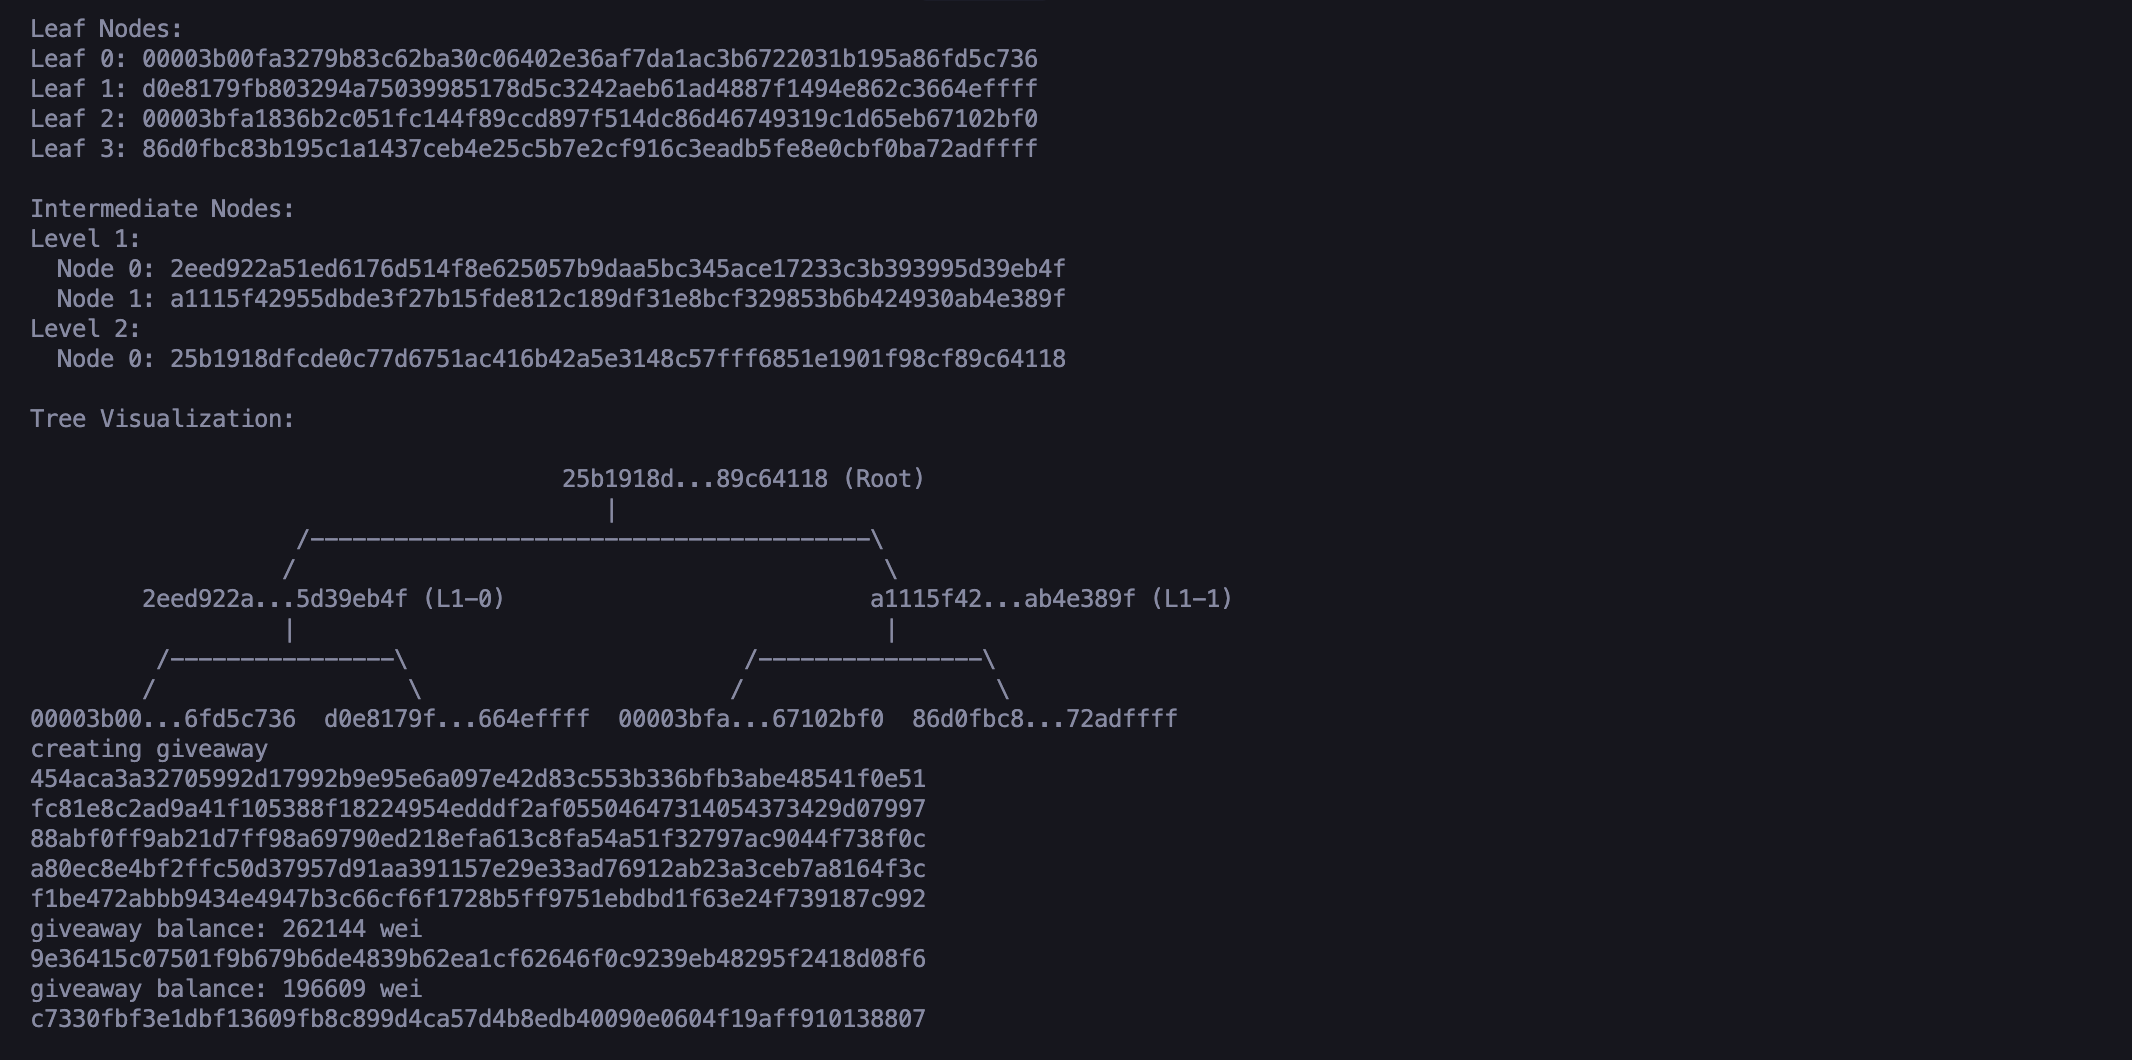 Leaf Nodes:
Leaf 0: 00003b00fa3279b83c62ba30c06402e36af7da1ac3b6722031b195a86fd5c736
Leaf 1: d0e8179fb803294a75039985178d5c3242aeb61ad4887f1494e862c3664effff
Leaf 2: 00003bfa1836b2c051fc144f89ccd897f514dc86d46749319c1d65eb67102bf0
Leaf 3: 86d0fbc83b195c1a1437ceb4e25c5b7e2cf916c3eadb5fe8e0cbf0ba72adffff
Intermediate Nodes:
Level 1:
  Node 0: 2eed922a51ed6176d514f8e625057b9daa5bc345ace17233c3b393995d39eb4f
  Node 1: a1115f42955dbde3f27b15fde812c189df31e8bcf329853b6b424930ab4e389f
Level 2:
  Node 0: 25b1918dfcde0c77d6751ac416b42a5e3148c57fff6851e1901f98cf89c64118
Tree Visualization:
                                      25b1918d...89c64118 (Root)
                                         |
                   /----------------------------------------\
                  /                                          \
        2eed922a...5d39eb4f (L1-0)                          a1115f42...ab4e389f (L1-1)
                  |                                          |
         /----------------\                        /----------------\
        /                  \                      /                  \
00003b00...6fd5c736  d0e8179f...664effff  00003bfa...67102bf0  86d0fbc8...72adffff
creating giveaway
454aca3a32705992d17992b9e95e6a097e42d83c553b336bfb3abe48541f0e51
fc81e8c2ad9a41f105388f18224954edddf2af05504647314054373429d07997
88abf0ff9ab21d7ff98a69790ed218efa613c8fa54a51f32797ac9044f738f0c
a80ec8e4bf2ffc50d37957d91aa391157e29e33ad76912ab23a3ceb7a8164f3c
f1be472abbb9434e4947b3c66cf6f1728b5ff9751ebdbd1f63e24f739187c992
giveaway balance: 262144 wei
9e36415c07501f9b679b6de4839b62ea1cf62646f0c9239eb48295f2418d08f6
giveaway balance: 196609 wei
c7330fbf3e1dbf13609fb8c899d4ca57d4b8edb40090e0604f19aff910138807